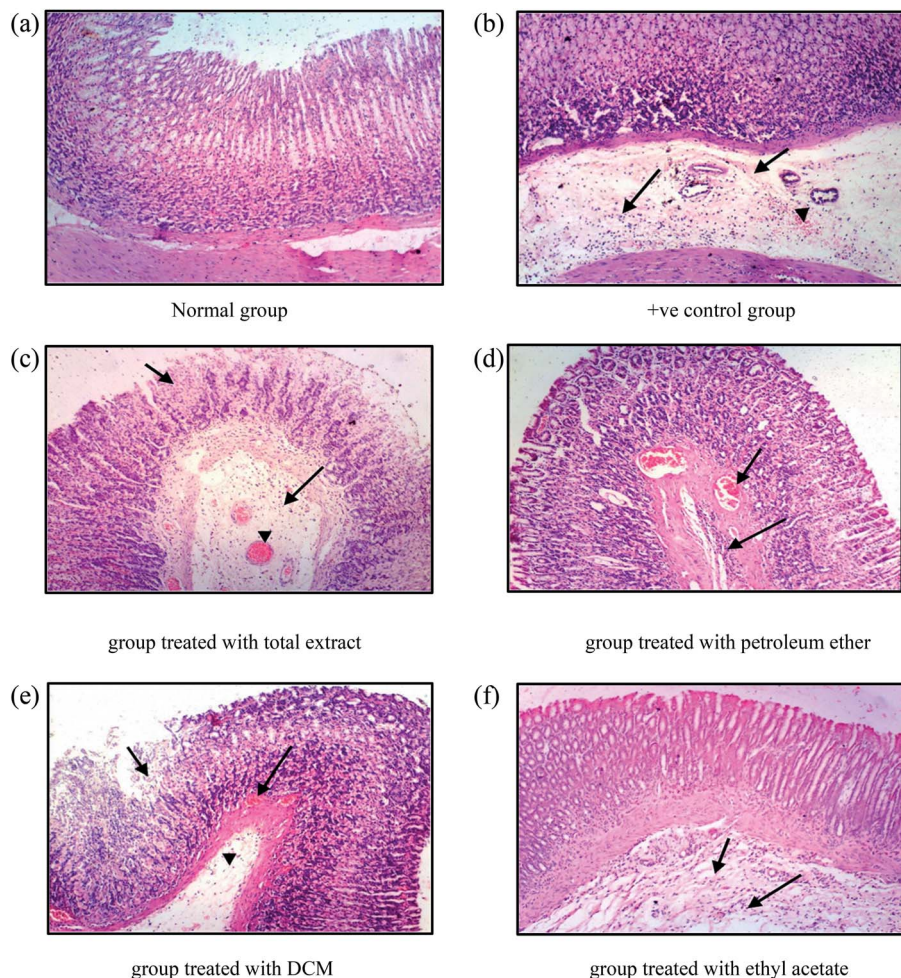 (a)
(b)
Normal group
+ve control group
(c)
(d)
group treated with total extract
group treated with petroleum ether
(e)
(f)
group treated with DCM
group treated with ethyl acetate